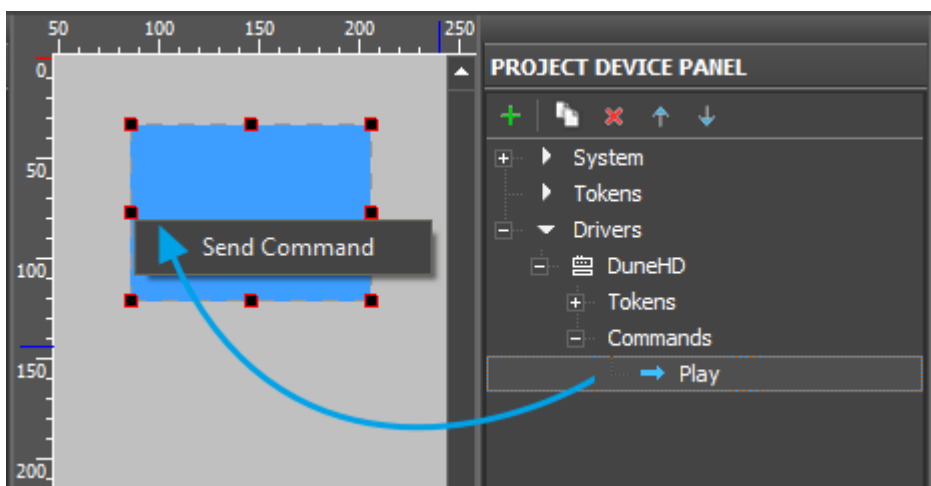 50 100 150 200 250
PROJECT DEVICE PANEL
0
50
100
150
200
Send Command
System
Tokens
Drivers
DuneHD
Tokens
Commands
Play